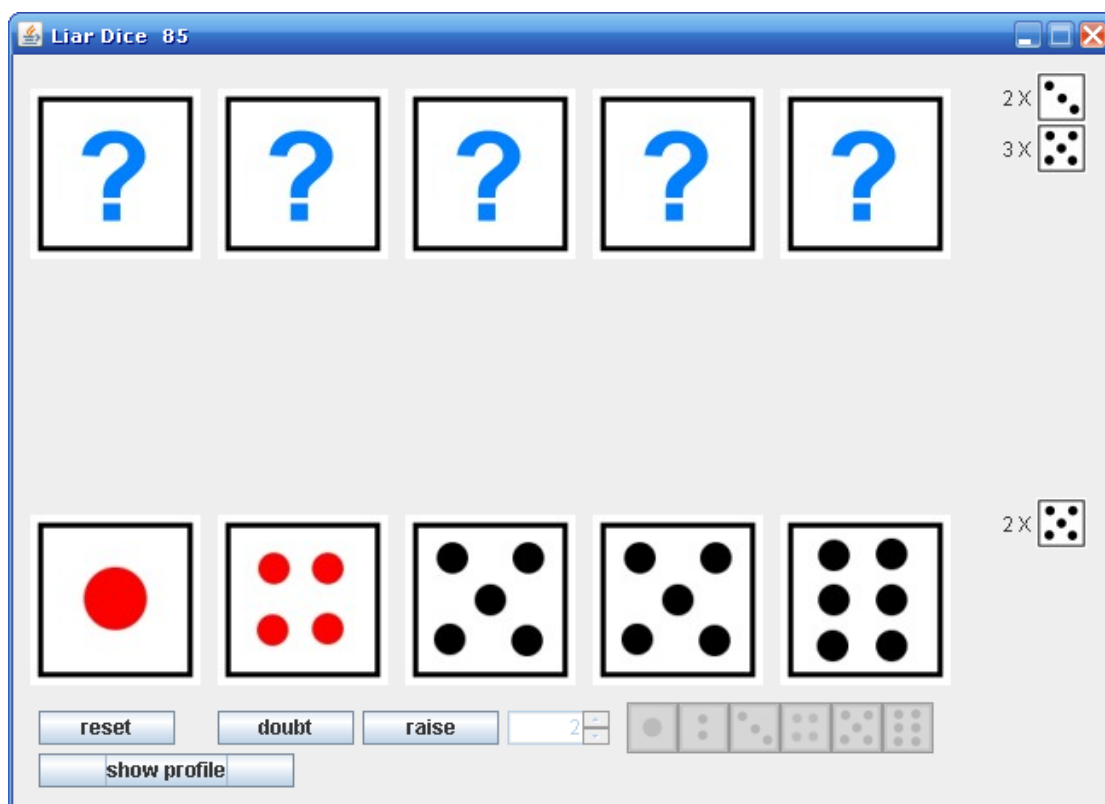 Liar Dice 85
2 X
3 X
? ? ? ? ?
2 X
reset doubt raise 2
show profile